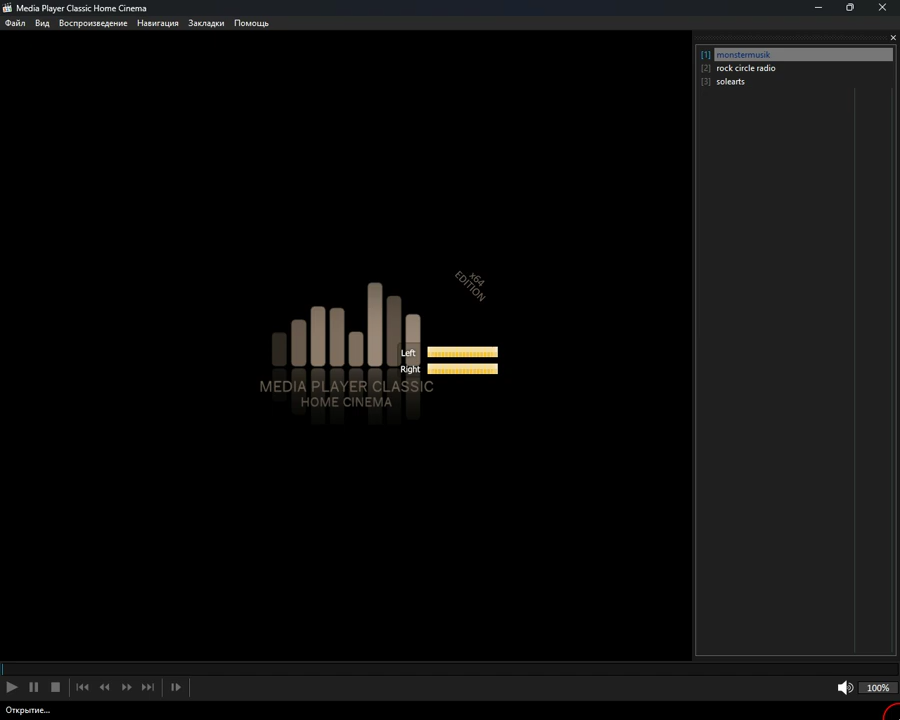 Media Player Classic Home Cinema
Файл Вид Воспроизведение Навигация Закладки Помощь
[1] monstermusik
[2] rock circle radio
[3] solearts
x64
EDITION
Left
Right
MEDIA PLAYER CLASSIC
HOME CINEMA
100%
Открытие...